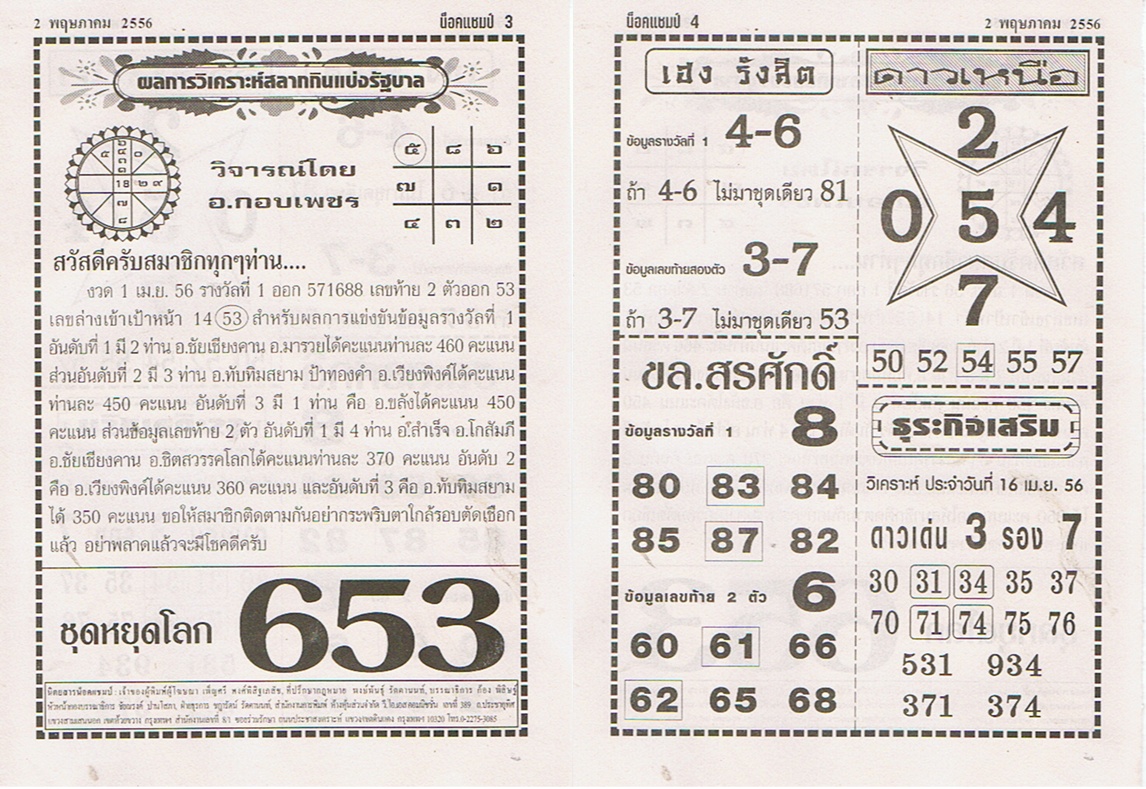 2 พฤษภาคม 2556
น็อคแชมป์ 3
ผลการวิเคราะห์สลากกินแบ่งรัฐบาล
วิจารณ์โดย
อ.กอบเพชร
๕ ๘ ๖
๗ ๑
๔ ๓ ๒
สวัสดีครับสมาชิกทุกๆท่าน....
งวด 1 เม.ย. 56 รางวัลที่ 1 ออก 571688 เลขท้าย 2 ตัวออก 53
เลขล่างเข้าเป้าหน้า 14 53 สำหรับผลการแข่งขันข้อมูลรางวัลที่ 1
อันดับที่ 1 มี 2 ท่าน อ.ชัยเชียงคาน อ.มารวยได้คะแนนท่านละ 460 คะแนน
ส่วนอันดับที่ 2 มี 3 ท่าน อ.ทับทิมสยาม ป้าทองคำ อ.เวียงพิงค์ได้คะแนน
ท่านละ 450 คะแนน อันดับที่ 3 มี 1 ท่าน คือ อ.ขลังได้คะแนน 450
คะแนน ส่วนข้อมูลเลขท้าย 2 ตัว อันดับที่ 1 มี 4 ท่าน อ.สำเร็จ อ.โกสัมภี
อ.ชัยเชียงคาน อ.ชิตสวรรคโลกได้คะแนนท่านละ 370 คะแนน อันดับ 2
คือ อ.เวียงพิงค์ได้คะแนน 360 คะแนน และอันดับที่ 3 คือ อ.ทับทิมสยาม
ได้ 350 คะแนน ขอให้สมาชิกติดตามกันอย่ากระพริบตาใกล้รอบตัดเชือก
แล้ว อย่าพลาดแล้วจะมีโชคดีครับ
ชุดหยุดโลก 653
น็อคแชมป์ 4
2 พฤษภาคม 2556
เฮง รังสิต
ข้อมูลรางวัลที่ 1 4-6
ถ้า 4-6 ไม่มาชุดเดียว 81
ข้อมูลเลขท้ายสองตัว 3-7
ถ้า 3-7 ไม่มาชุดเดียว 53
ขล.สรศักดิ์
ข้อมูลรางวัลที่ 1 8
80 83 84
85 87 82
ข้อมูลเลขท้าย 2 ตัว 6
60 61 66
62 65 68
ดาวเหนือ
2
0 5 4
7
50 52 54 55 57
ธุระกิจเสริม
วิเคราะห์ ประจำวันที่ 16 เม.ย. 56
ดาวเด่น 3 รอง 7
30 31 34 35 37
70 71 74 75 76
531 934
371 374